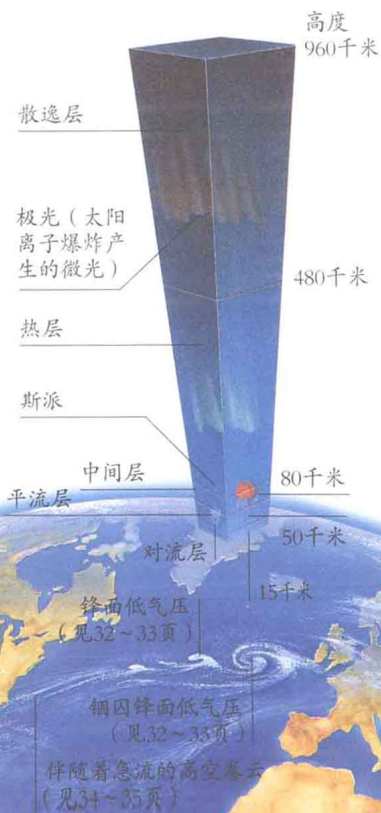 高度
960千米
散逸层
极光（太阳
离子爆炸产
生的微光）
480千米
热层
斯派
中间层
80千米
平流层
50千米
对流层
15千米
锋面低气压
（见32～33页）
锢囚锋面低气压
（见32～33页）
伴随着急流的高空卷云
（见34～35页）